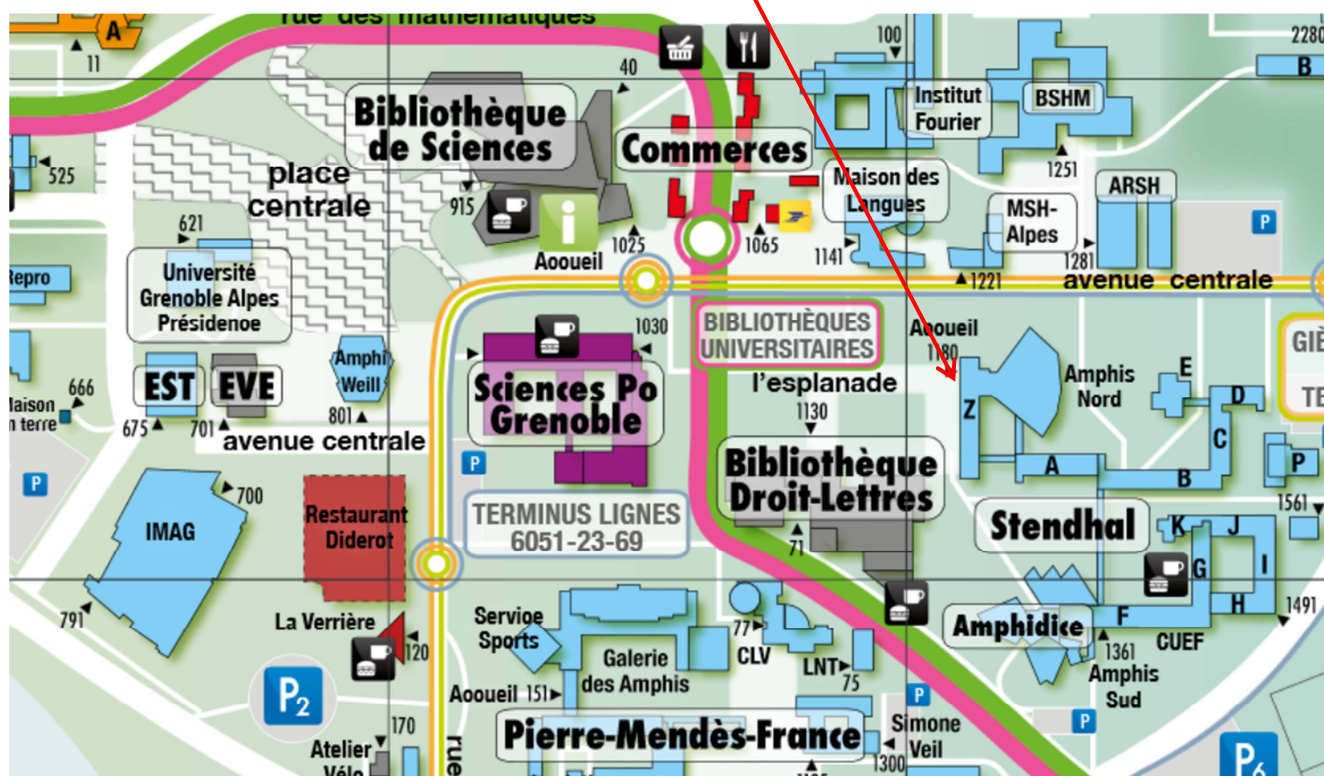 rue des mathématiques
A
11
100
2280
B
40
Bibliothèque
de Sciences
Commerces
Institut
Fourier
BSHM
1251
525
place
centrale
915
Maison des
Langues
ARSH
MSH-
Alpes
P
621
i
1025
1065
1141
1281
Aooueil
1221
avenue centrale
Repro
Université
Grenoble Alpes
Présidenoe
1030
BIBLIOTHÈQUES
UNIVERSITAIRES
Aooueil
1180
GIÈ
TE
Amphi
Weill
EST
EVE
Sciences Po
Grenoble
l'esplanade
Z
Amphis
Nord
E
D
C
666
Maison
n terre
675
701
801
avenue centrale
1130
P
P
Bibliothèque
Droit-Lettres
A
B
P
1561
700
IMAG
Restaurant
Diderot
TERMINUS LIGNES
6051-23-69
71
Stendhal
K
J
G
I
H
791
La Verrière
120
Servioe
Sports
Galerie
des Amphis
77
CLV
LNT
75
Amphidice
F
1361
CUEF
1491
Amphis
Sud
P2
Aooueil 151
P
P
170
Atelier
Vélo
rue
Pierre-Mendès-France
Simone
Veil
1300
P6